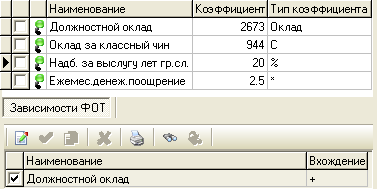 Наименование Коэффициент Тип коэффициента
Должностной оклад 2673 Оклад
Оклад за классный чин 944 С
Надб. за выслугу лет гр.сл. 20 %
Ежемес.денеж.поощрение 2.5 *
Зависимости ФОТ
Наименование Вхождение
Должностной оклад +